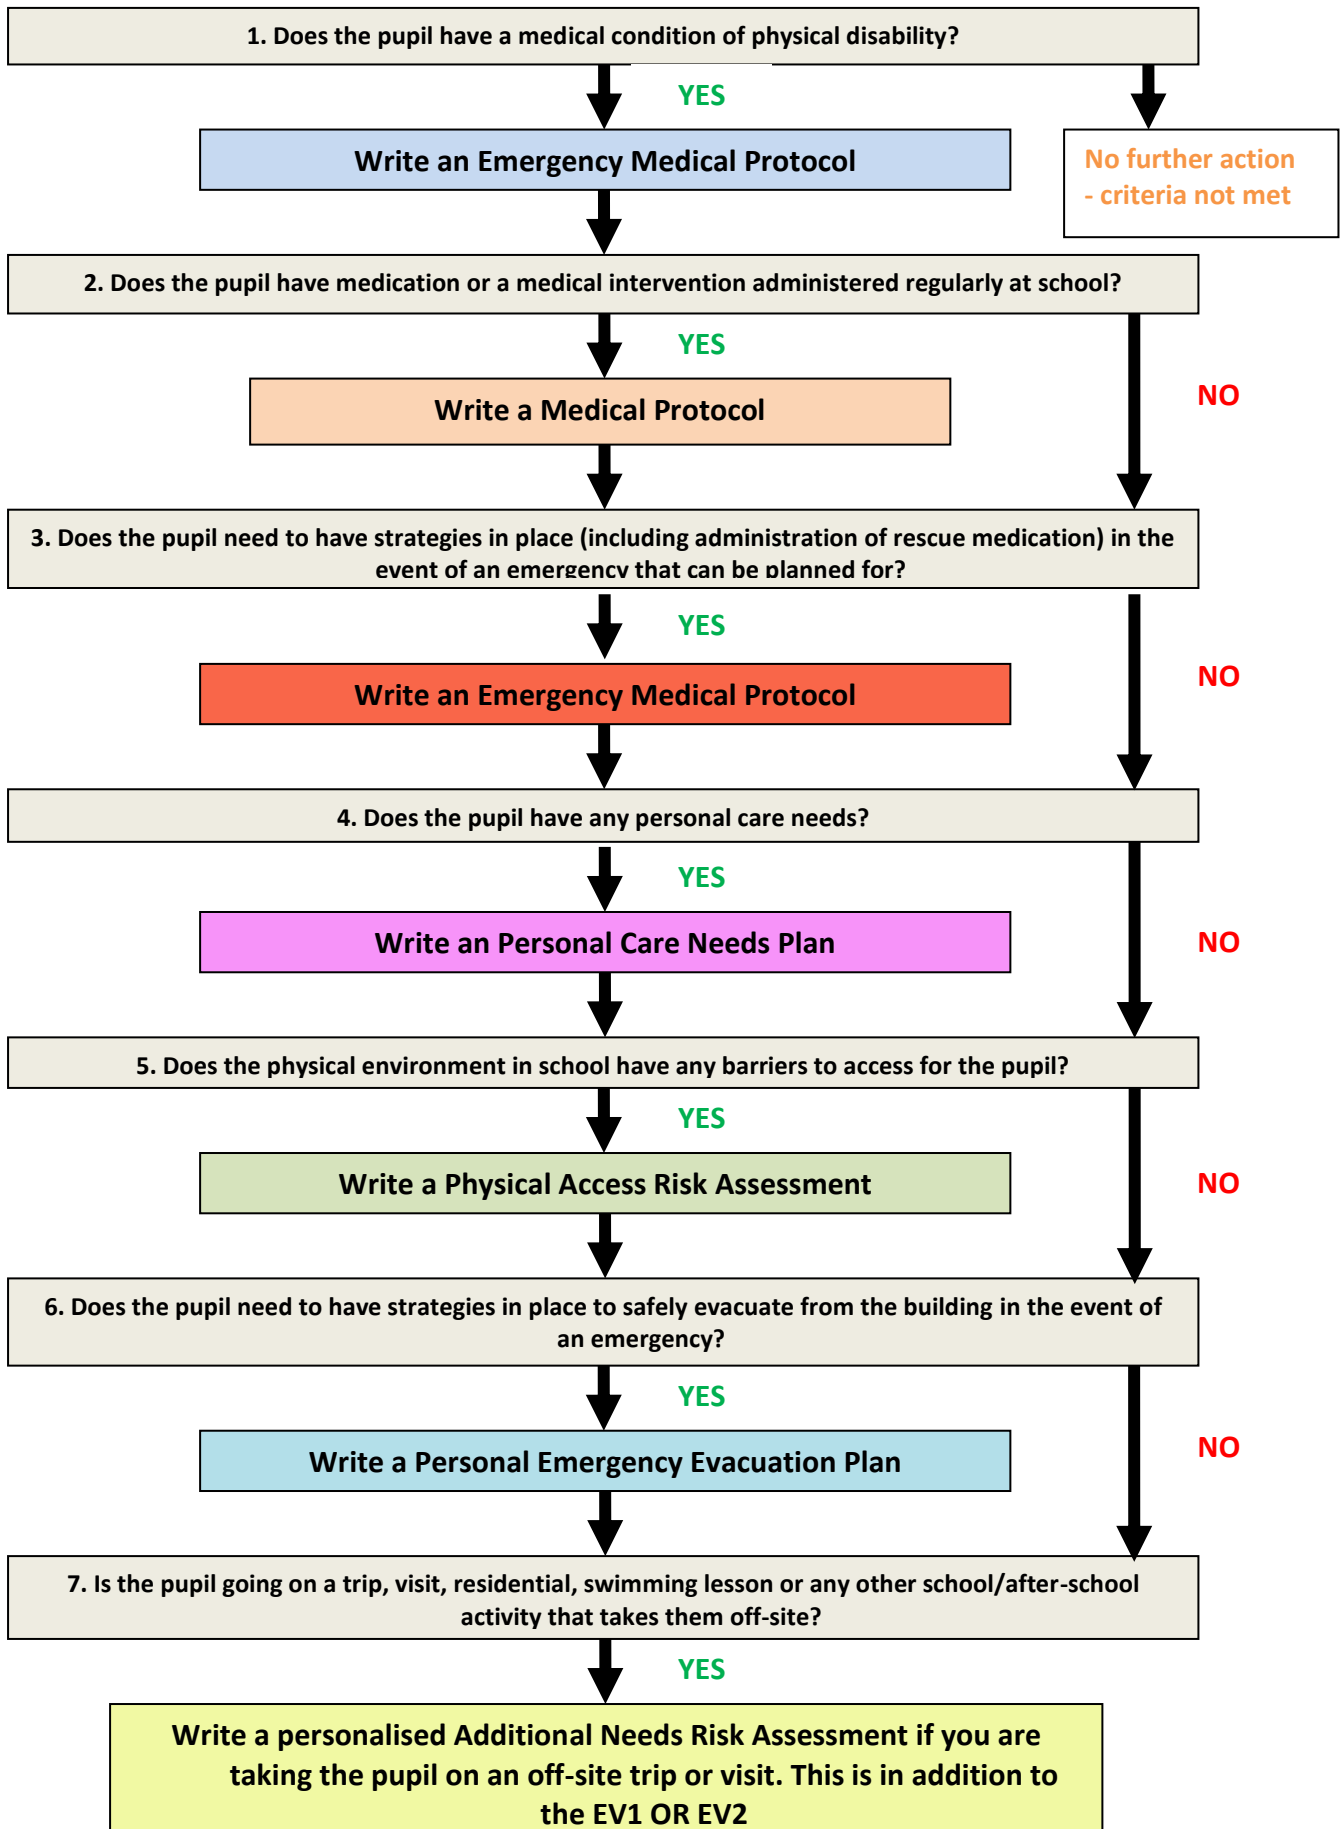 1. Does the pupil have a medical condition of physical disability?
YES
Write an Emergency Medical Protocol
No further action
- criteria not met
2. Does the pupil have medication or a medical intervention administered regularly at school?
YES
NO
Write a Medical Protocol
3. Does the pupil need to have strategies in place (including administration of rescue medication) in the
event of an emergency that can be planned for?
YES
NO
Write an Emergency Medical Protocol
4. Does the pupil have any personal care needs?
YES
Write an Personal Care Needs Plan
NO
5. Does the physical environment in school have any barriers to access for the pupil?
YES
Write a Physical Access Risk Assessment
NO
6. Does the pupil need to have strategies in place to safely evacuate from the building in the event of
an emergency?
YES
NO
Write a Personal Emergency Evacuation Plan
7. Is the pupil going on a trip, visit, residential, swimming lesson or any other school/after-school
activity that takes them off-site?
YES
Write a personalised Additional Needs Risk Assessment if you are
taking the pupil on an off-site trip or visit. This is in addition to
the EV1 OR EV2